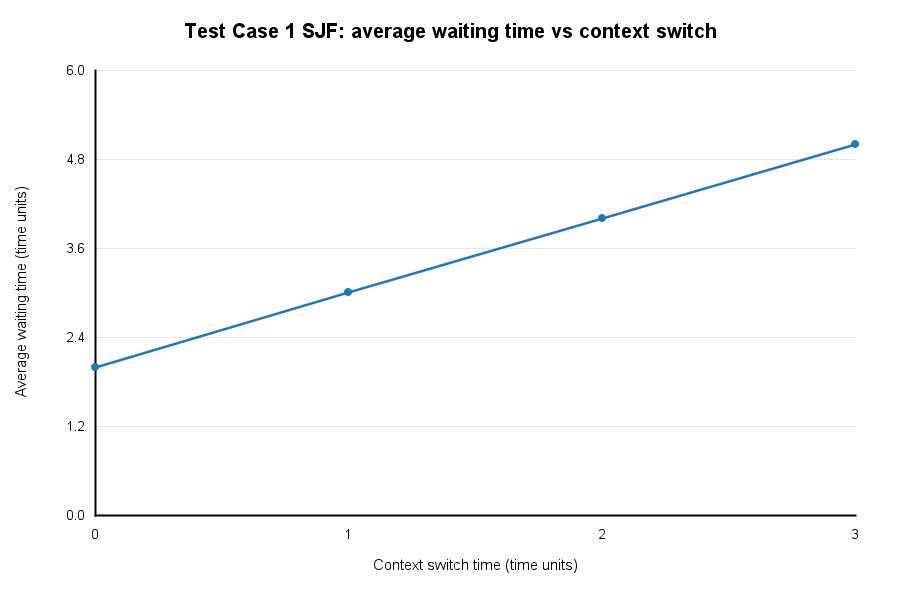 Test Case 1 SJF: average waiting time vs context switch
6.0
4.8
3.6
2.4
1.2
0.0
Average waiting time (time units)
0 1 2 3
Context switch time (time units)